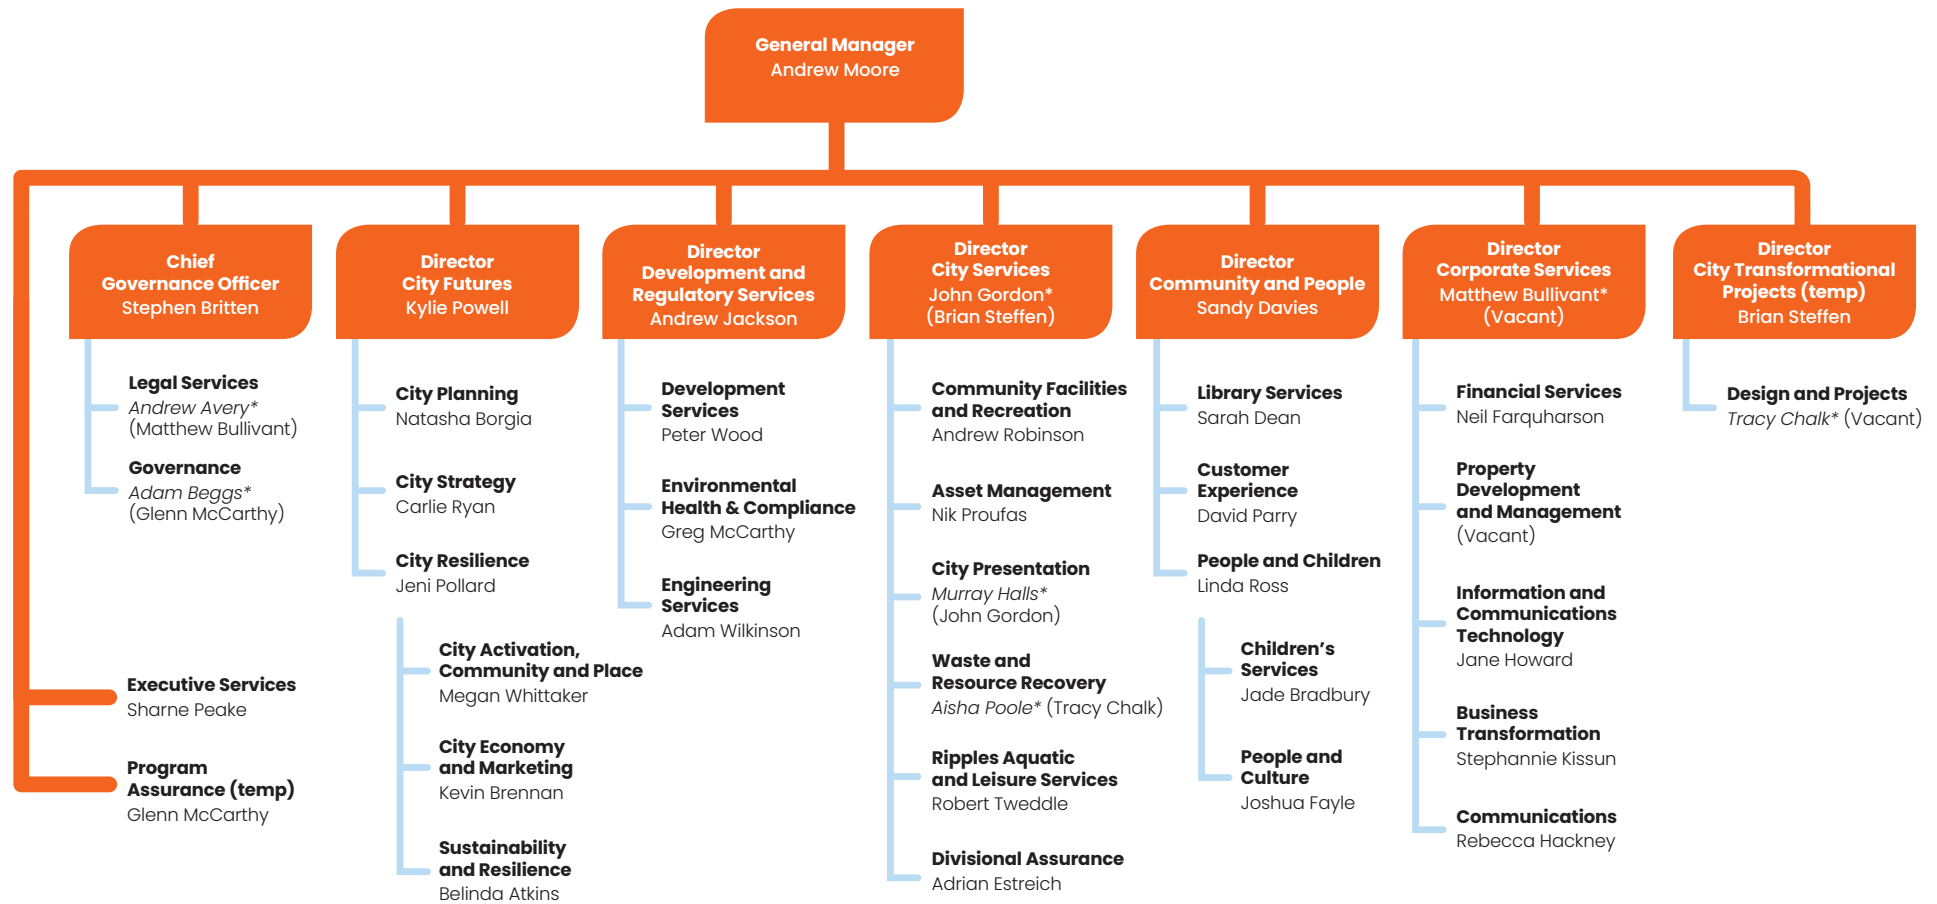 General Manager
Andrew Moore
Chief
Governance Officer
Stephen Britten
Legal Services
Andrew Avery*
(Matthew Bullivant)
Governance
Adam Beggs*
(Glenn McCarthy)
Executive Services
Sharne Peake
Program
Assurance (temp)
Glenn McCarthy
Director
City Futures
Kylie Powell
City Planning
Natasha Borgia
City Strategy
Carlie Ryan
City Resilience
Jeni Pollard
City Activation,
Community and Place
Megan Whittaker
City Economy
and Marketing
Kevin Brennan
Sustainability
and Resilience
Belinda Atkins
Director
Development and
Regulatory Services
Andrew Jackson
Development
Services
Peter Wood
Environmental
Health & Compliance
Greg McCarthy
Engineering
Services
Adam Wilkinson
Director
City Services
John Gordon*
(Brian Steffen)
Community Facilities
and Recreation
Andrew Robinson
Asset Management
Nik Proufas
City Presentation
Murray Halls*
(John Gordon)
Waste and
Resource Recovery
Aisha Poole* (Tracy Chalk)
Ripples Aquatic
and Leisure Services
Robert Tweddle
Divisional Assurance
Adrian Estreich
Director
Community and People
Sandy Davies
Library Services
Sarah Dean
Customer
Experience
David Parry
People and Children
Linda Ross
Children's
Services
Jade Bradbury
People and
Culture
Joshua Fayle
Director
Corporate Services
Matthew Bullivant*
(Vacant)
Financial Services
Neil Farquharson
Property
Development
and Management
(Vacant)
Information and
Communications
Technology
Jane Howard
Business
Transformation
Stephannie Kissun
Communications
Rebecca Hackney
Director
City Transformational
Projects (temp)
Brian Steffen
Design and Projects
Tracy Chalk* (Vacant)